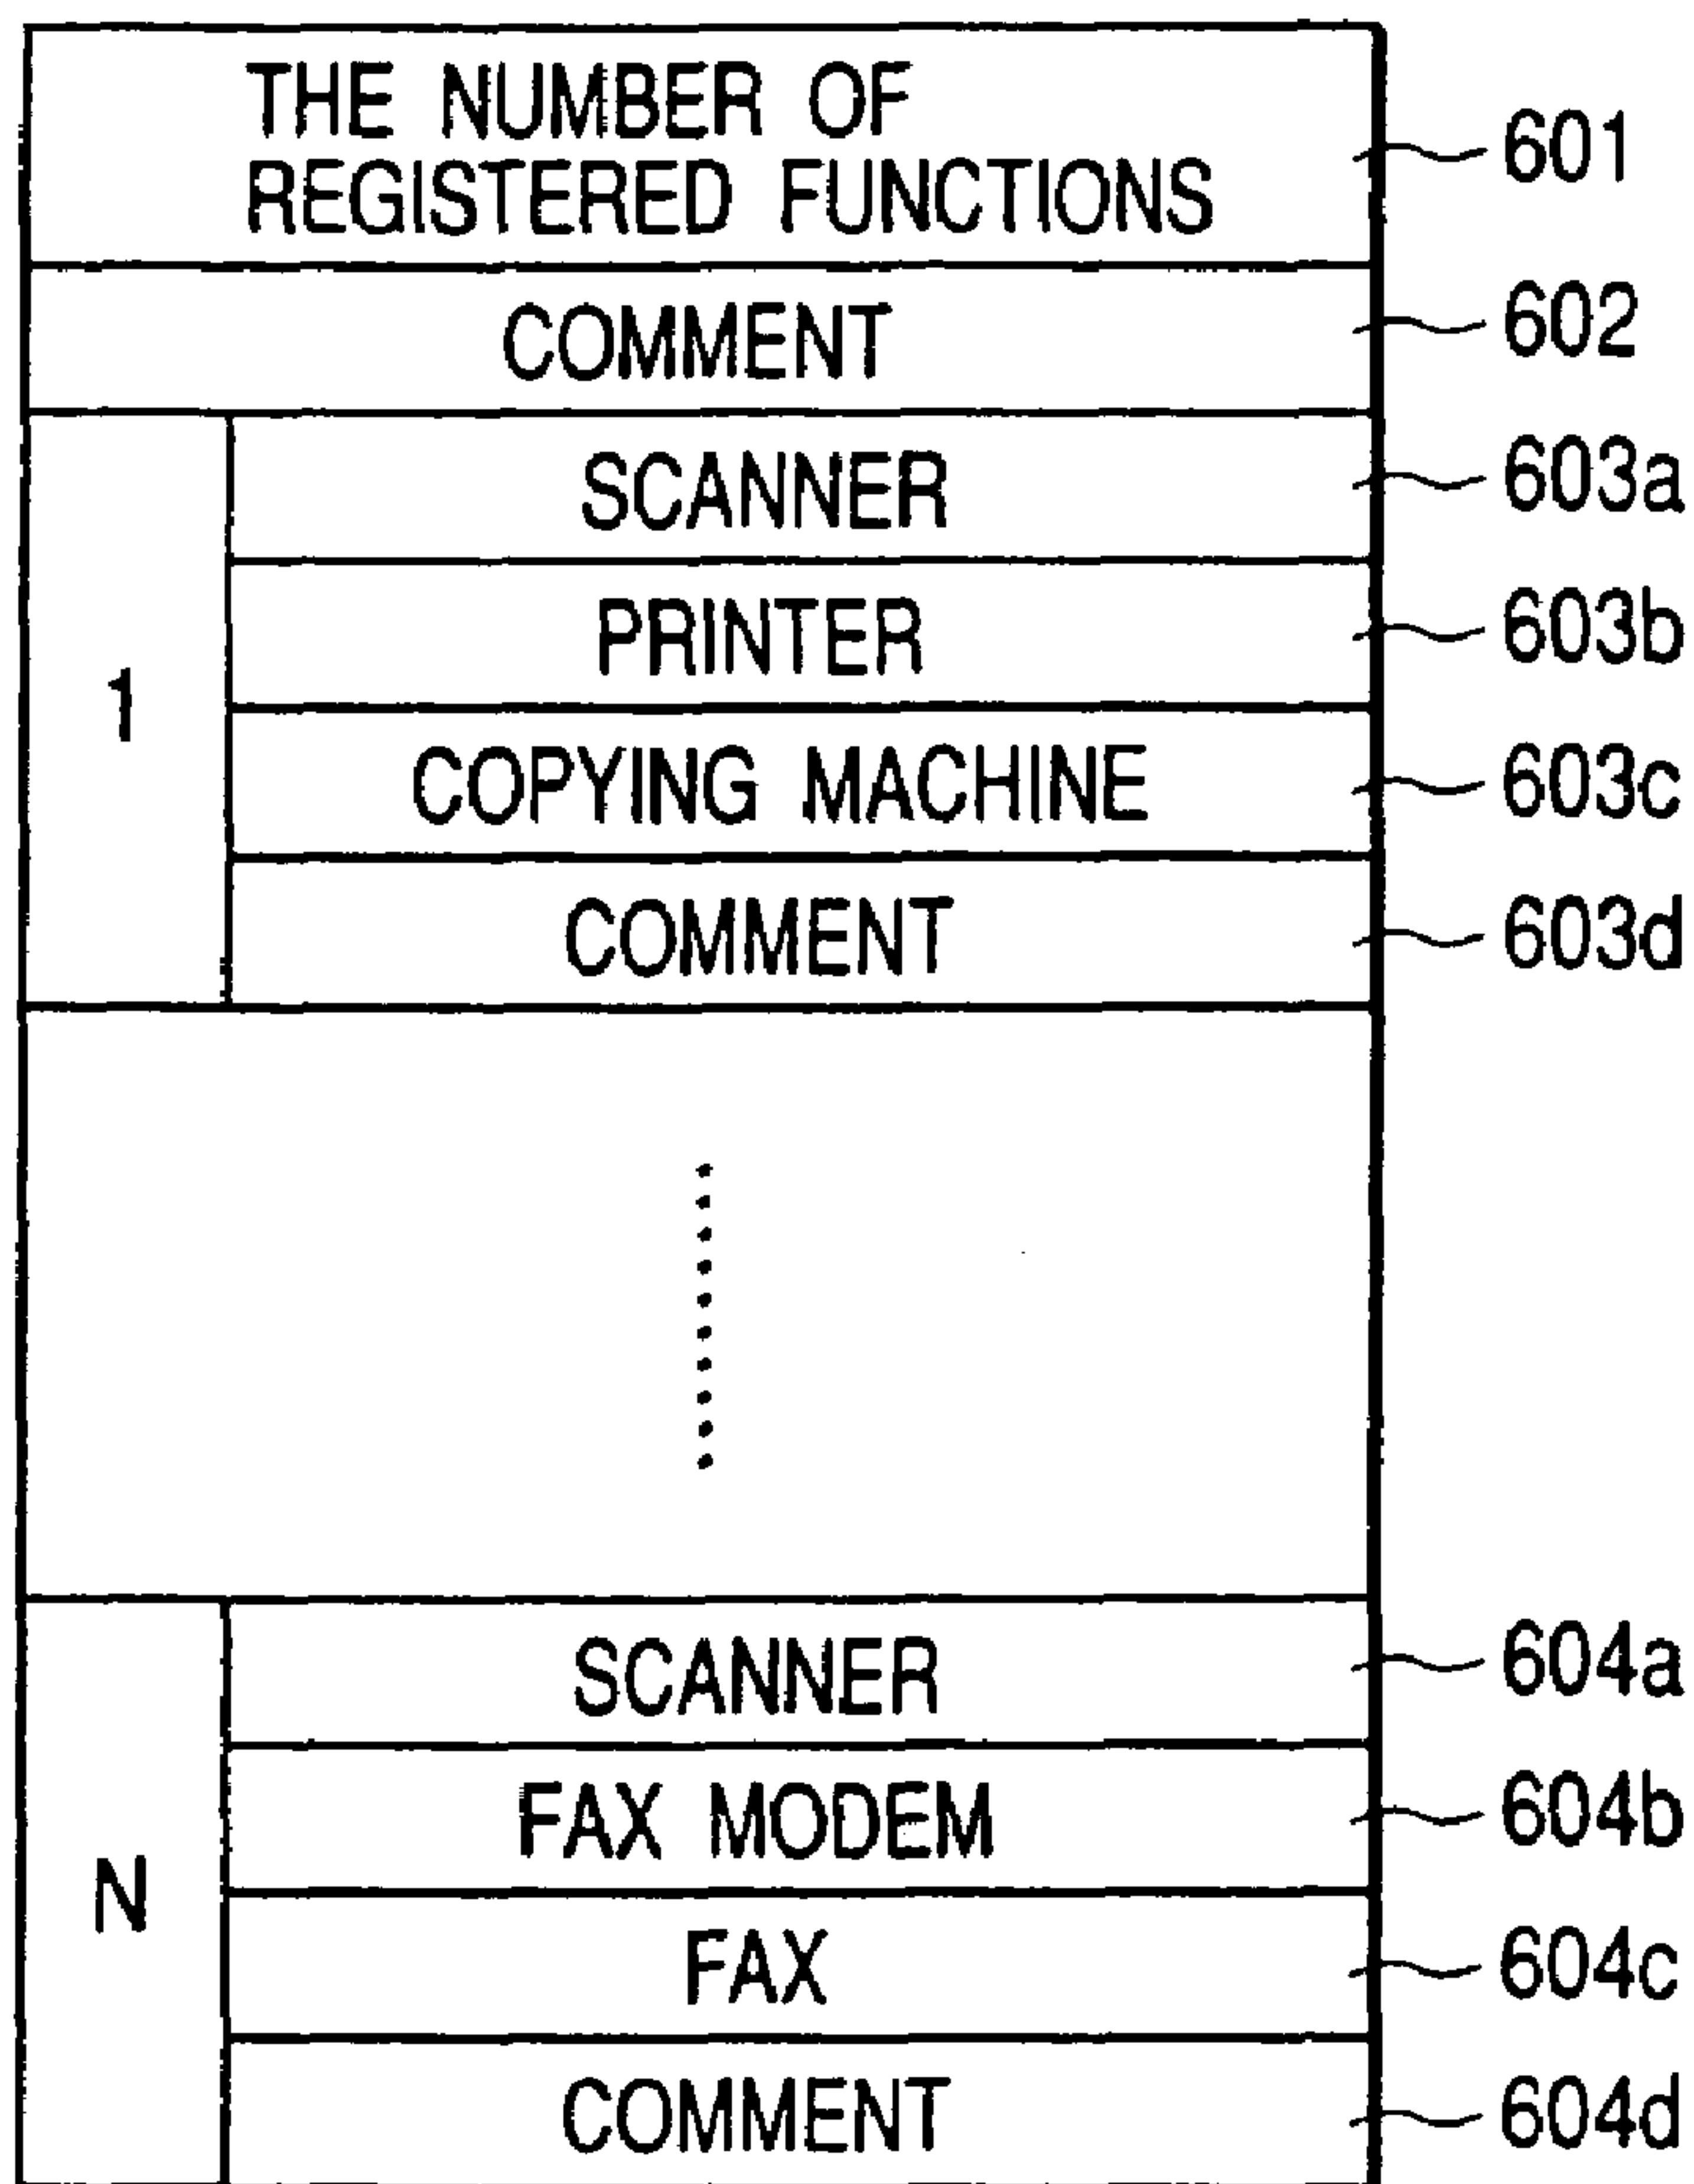 THE NUMBER OF
REGISTERED FUNCTIONS
601
COMMENT
602
1
SCANNER
603a
PRINTER
603b
COPYING MACHINE
603c
COMMENT
603d
N
SCANNER
604a
FAX MODEM
604b
FAX
604c
COMMENT
604d